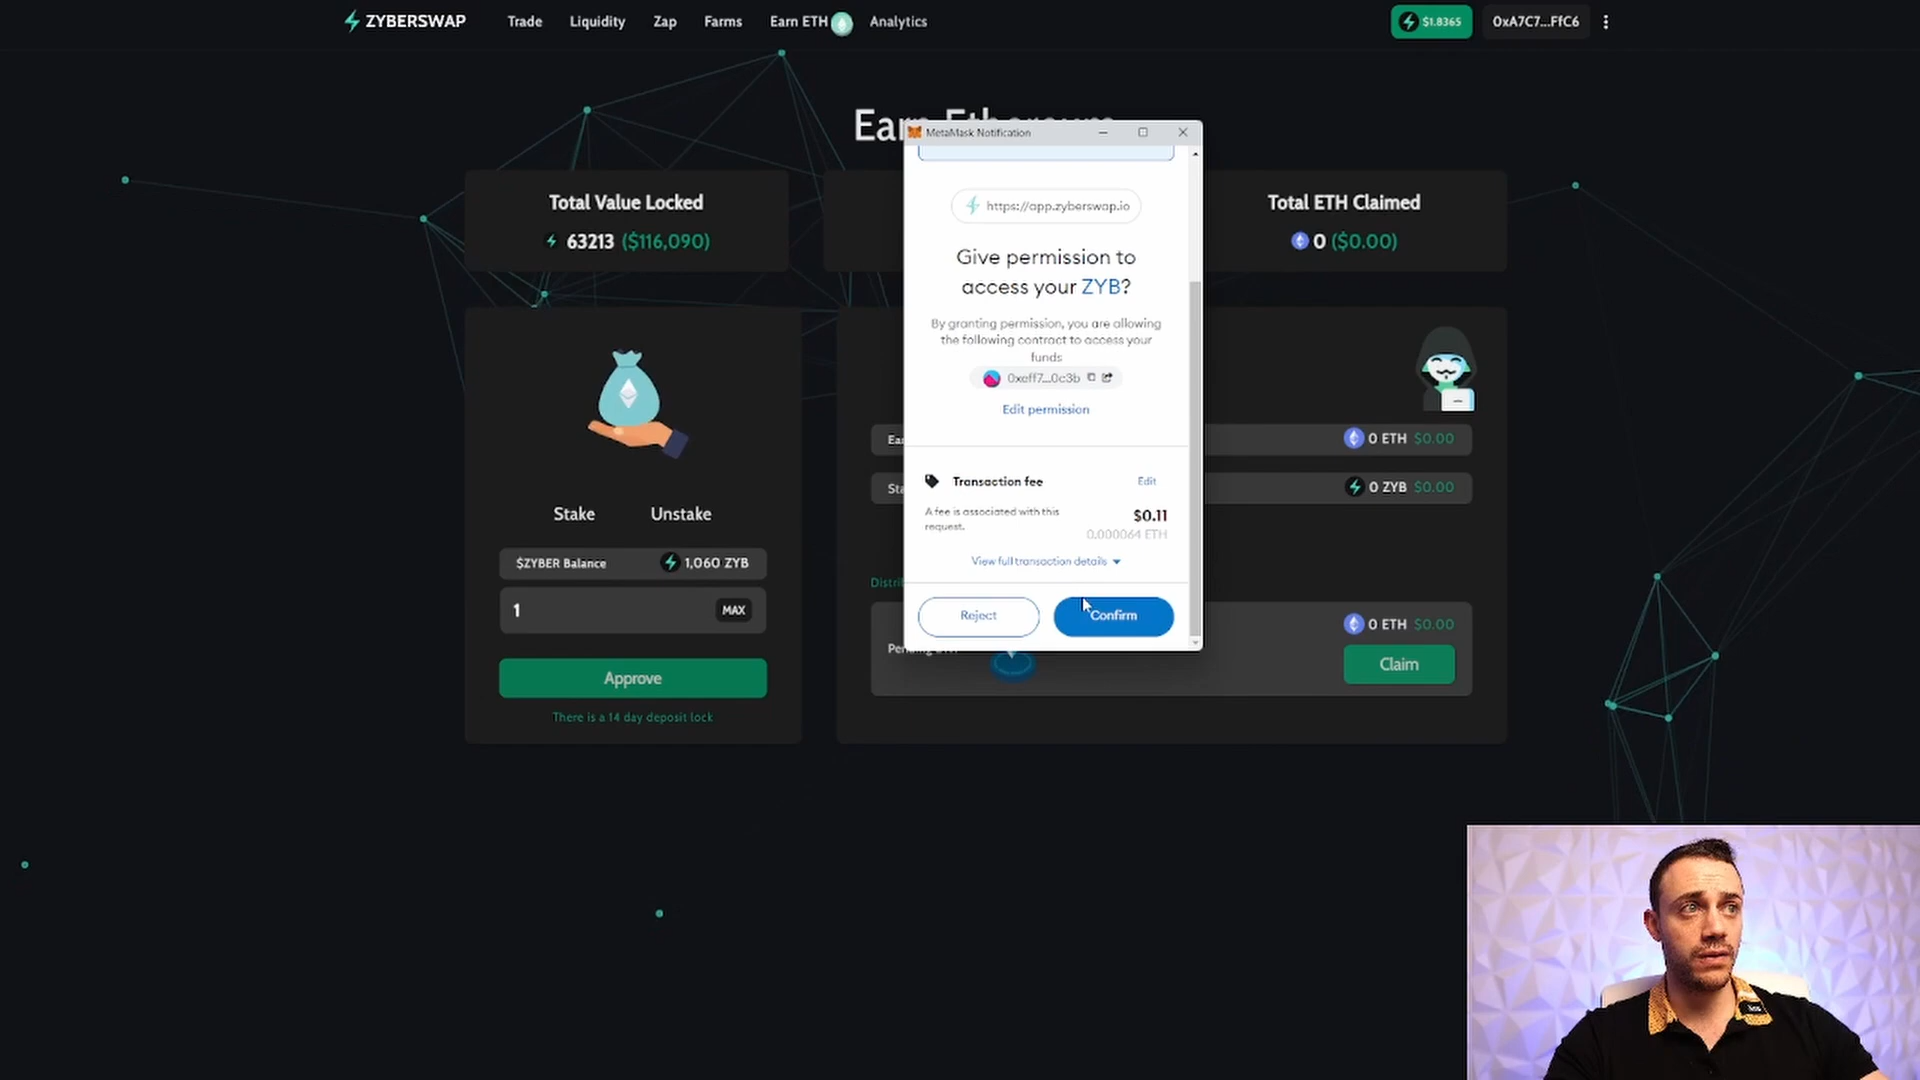 ZYBERSWAP
Trade
Liquidity
Zap
Farms
Earn ETH
Analytics
$1.8365
0xA7C7...FfC6
MetaMask Notification
Total Value Locked
63213 ($116,090)
Total ETH Claimed
0 ($0.00)
https://app.zyberswap.io
Give permission to
access your ZYB?
By granting permission, you are allowing
the following contract to access your
funds
0xeff7...0c3b
Edit permission
Transaction fee
Edit
A fee is associated with this
request.
$0.11
0.000064 ETH
View full transaction details
Reject
Confirm
Stake
Unstake
$ZYBER Balance
1,060 ZYB
1
MAX
Approve
There is a 14 day deposit lock
0 ETH $0.00
0 ZYB $0.00
0 ETH $0.00
Claim